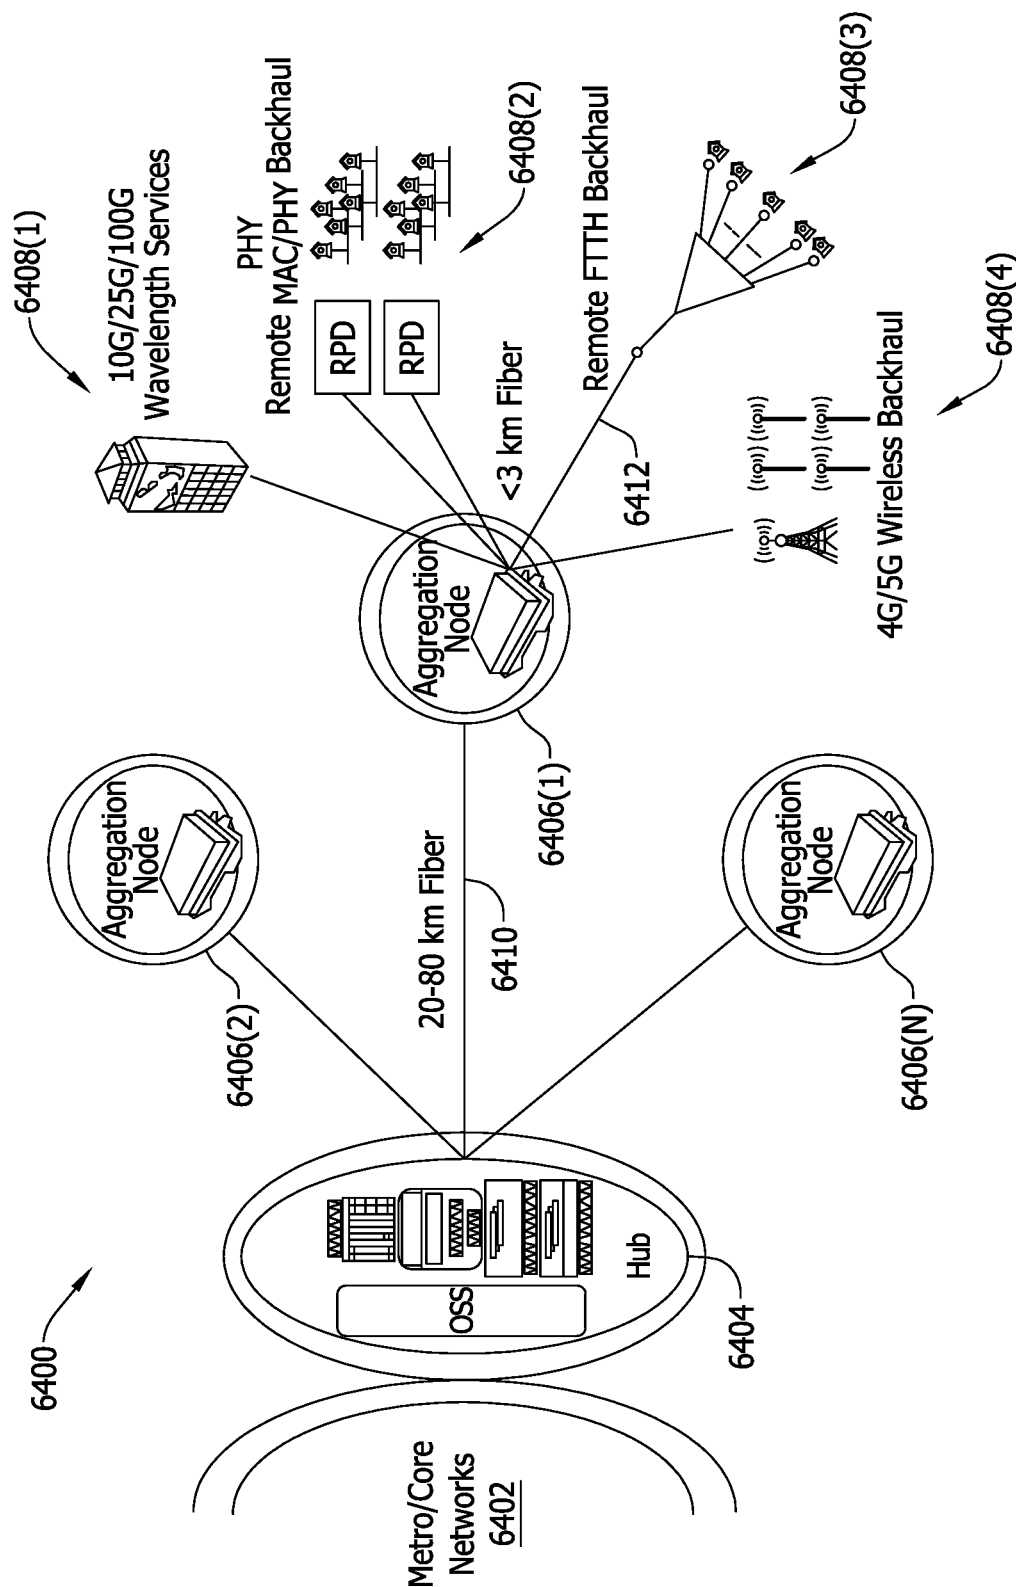 6400
Metro/Core
Networks
6402
OSS
Hub
6404
6406(2)
Aggregation
Node
20-80 km Fiber
6410
6406(N)
Aggregation
Node
6406(1)
Aggregation
Node
<3 km Fiber
6412
6408(1)
10G/25G/100G
Wavelength Services
PHY
Remote MAC/PHY Backhaul
RPD
RPD
6408(2)
Remote FTTH Backhaul
6408(3)
4G/5G Wireless Backhaul
6408(4)